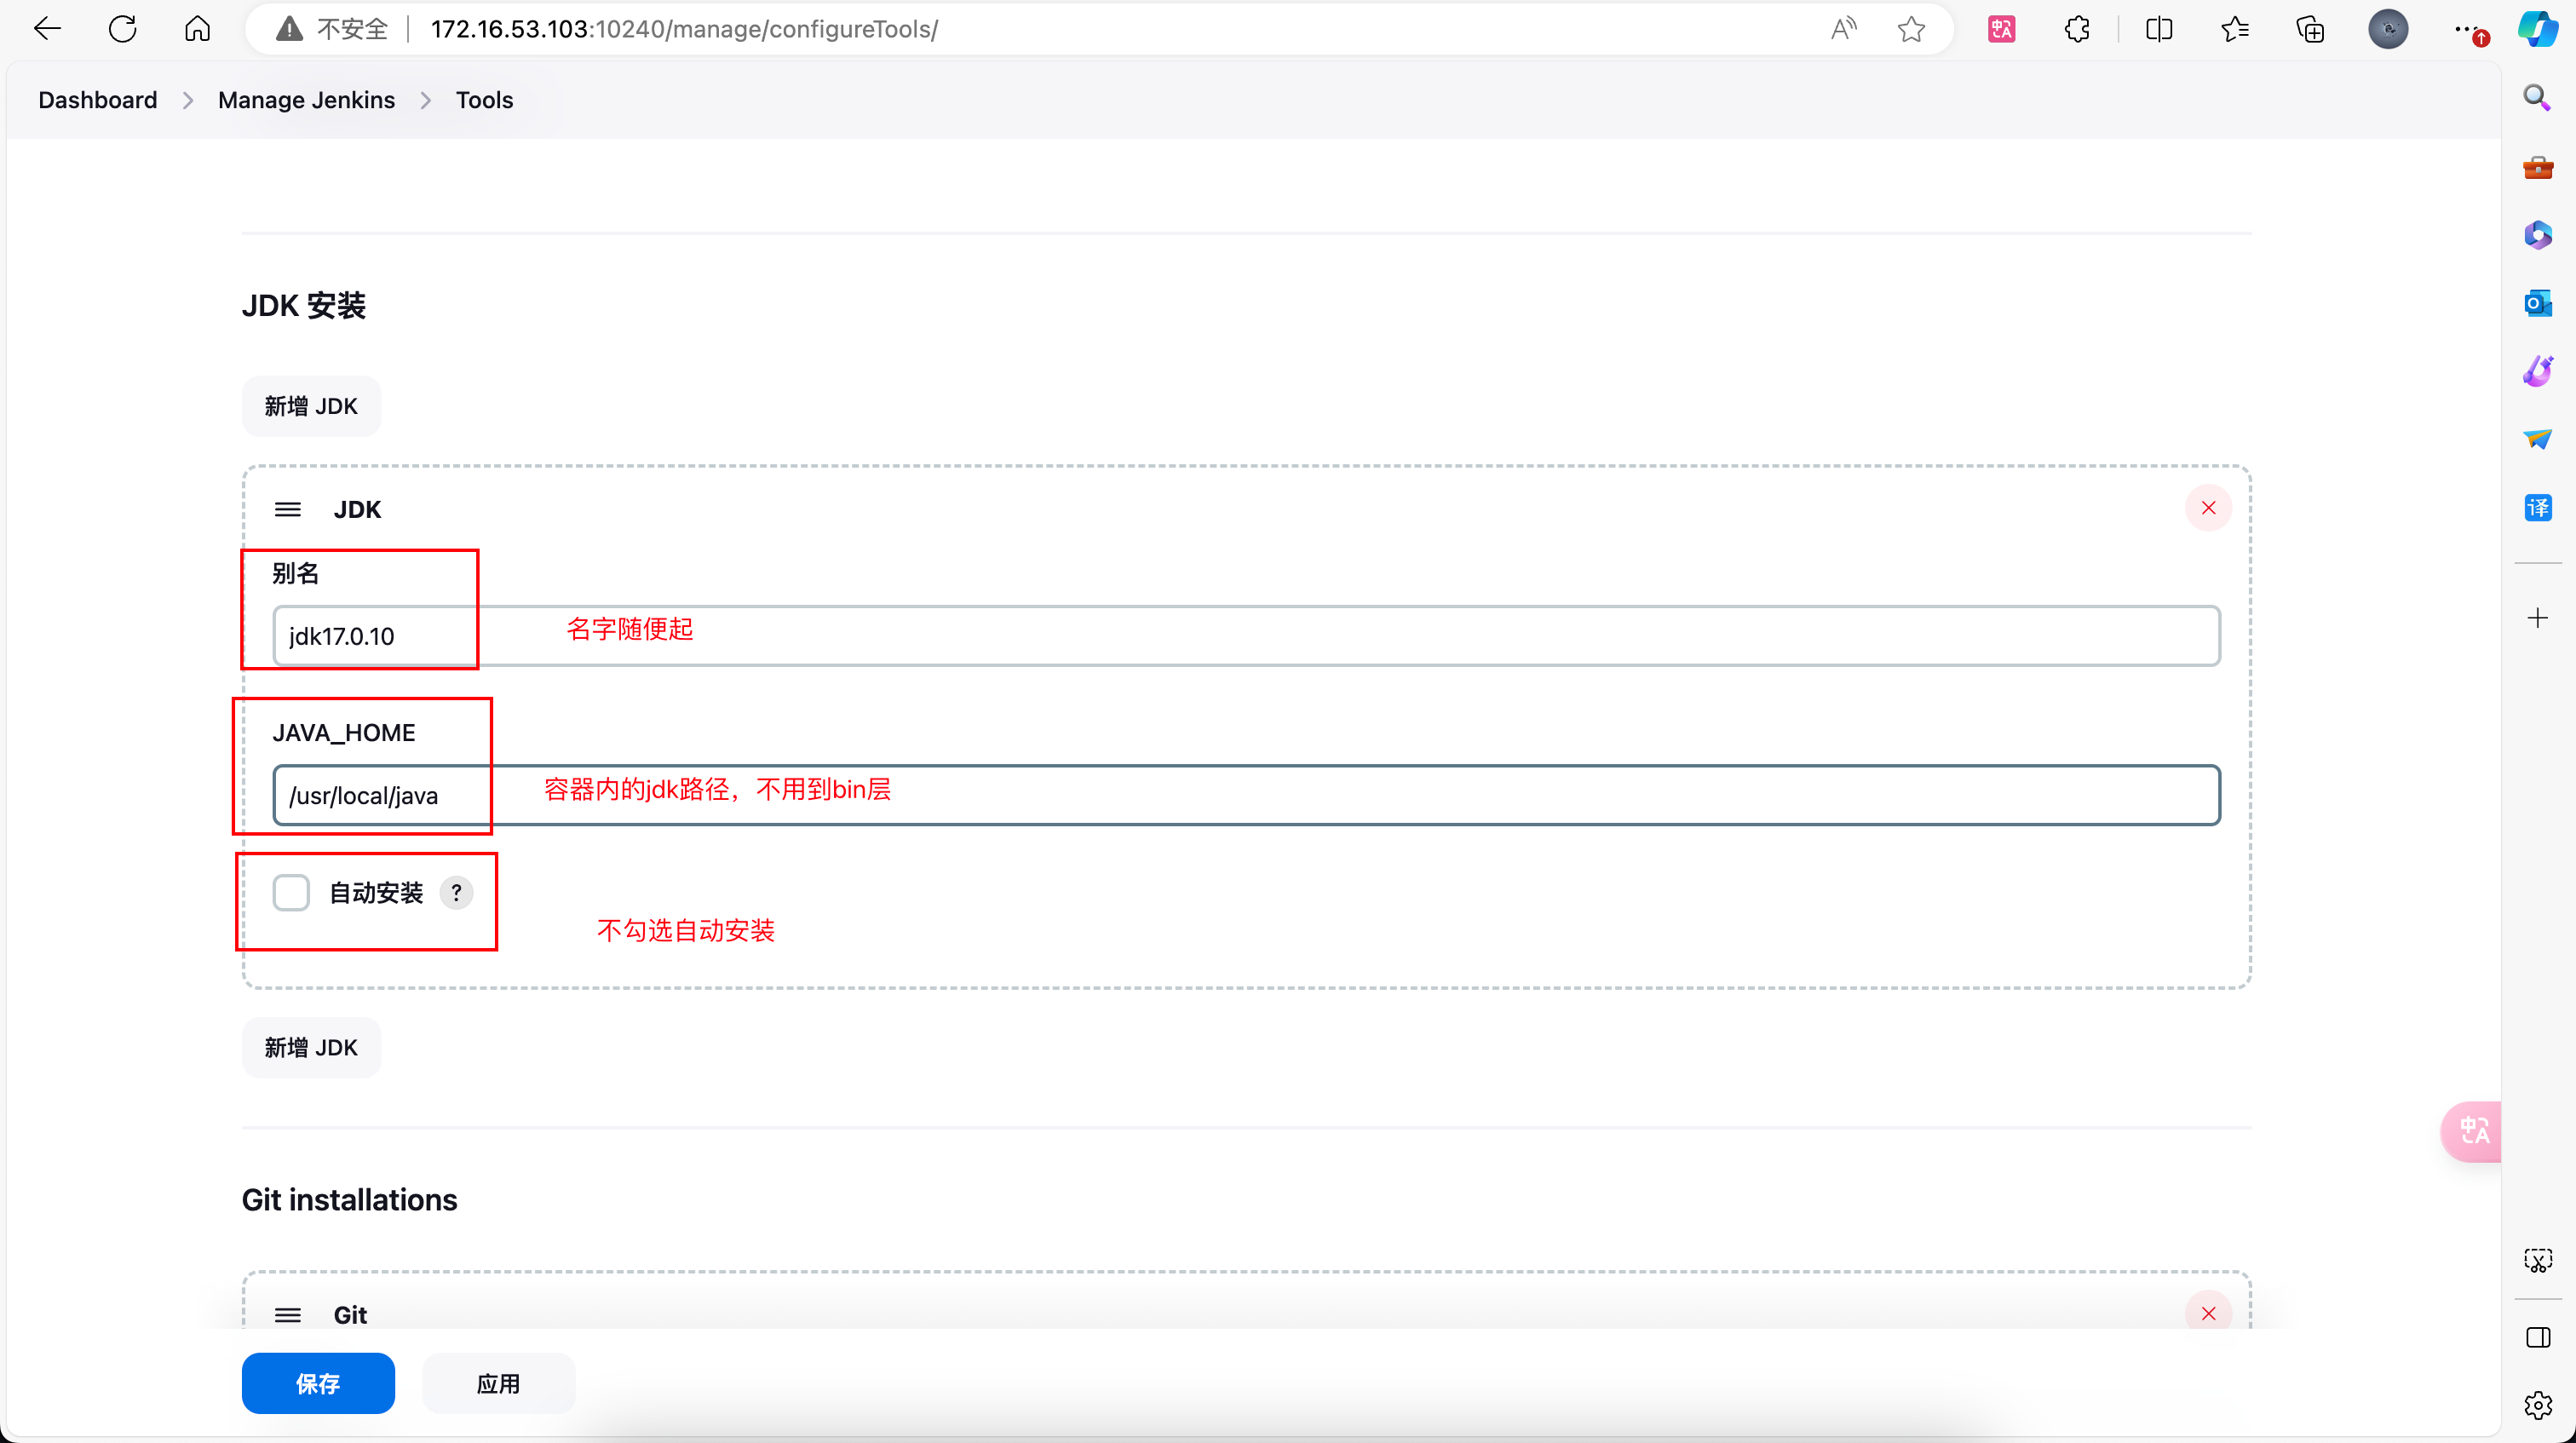 不安全
172.16.53.103:10240/manage/configureTools/
Dashboard
Manage Jenkins
Tools
JDK 安装
新增 JDK
JDK
别名
jdk17.0.10
名字随便起
JAVA_HOME
/usr/local/java
容器内的jdk路径，不用到bin层
自动安装 ?
不勾选自动安装
新增 JDK
Git installations
Git
保存
应用
译